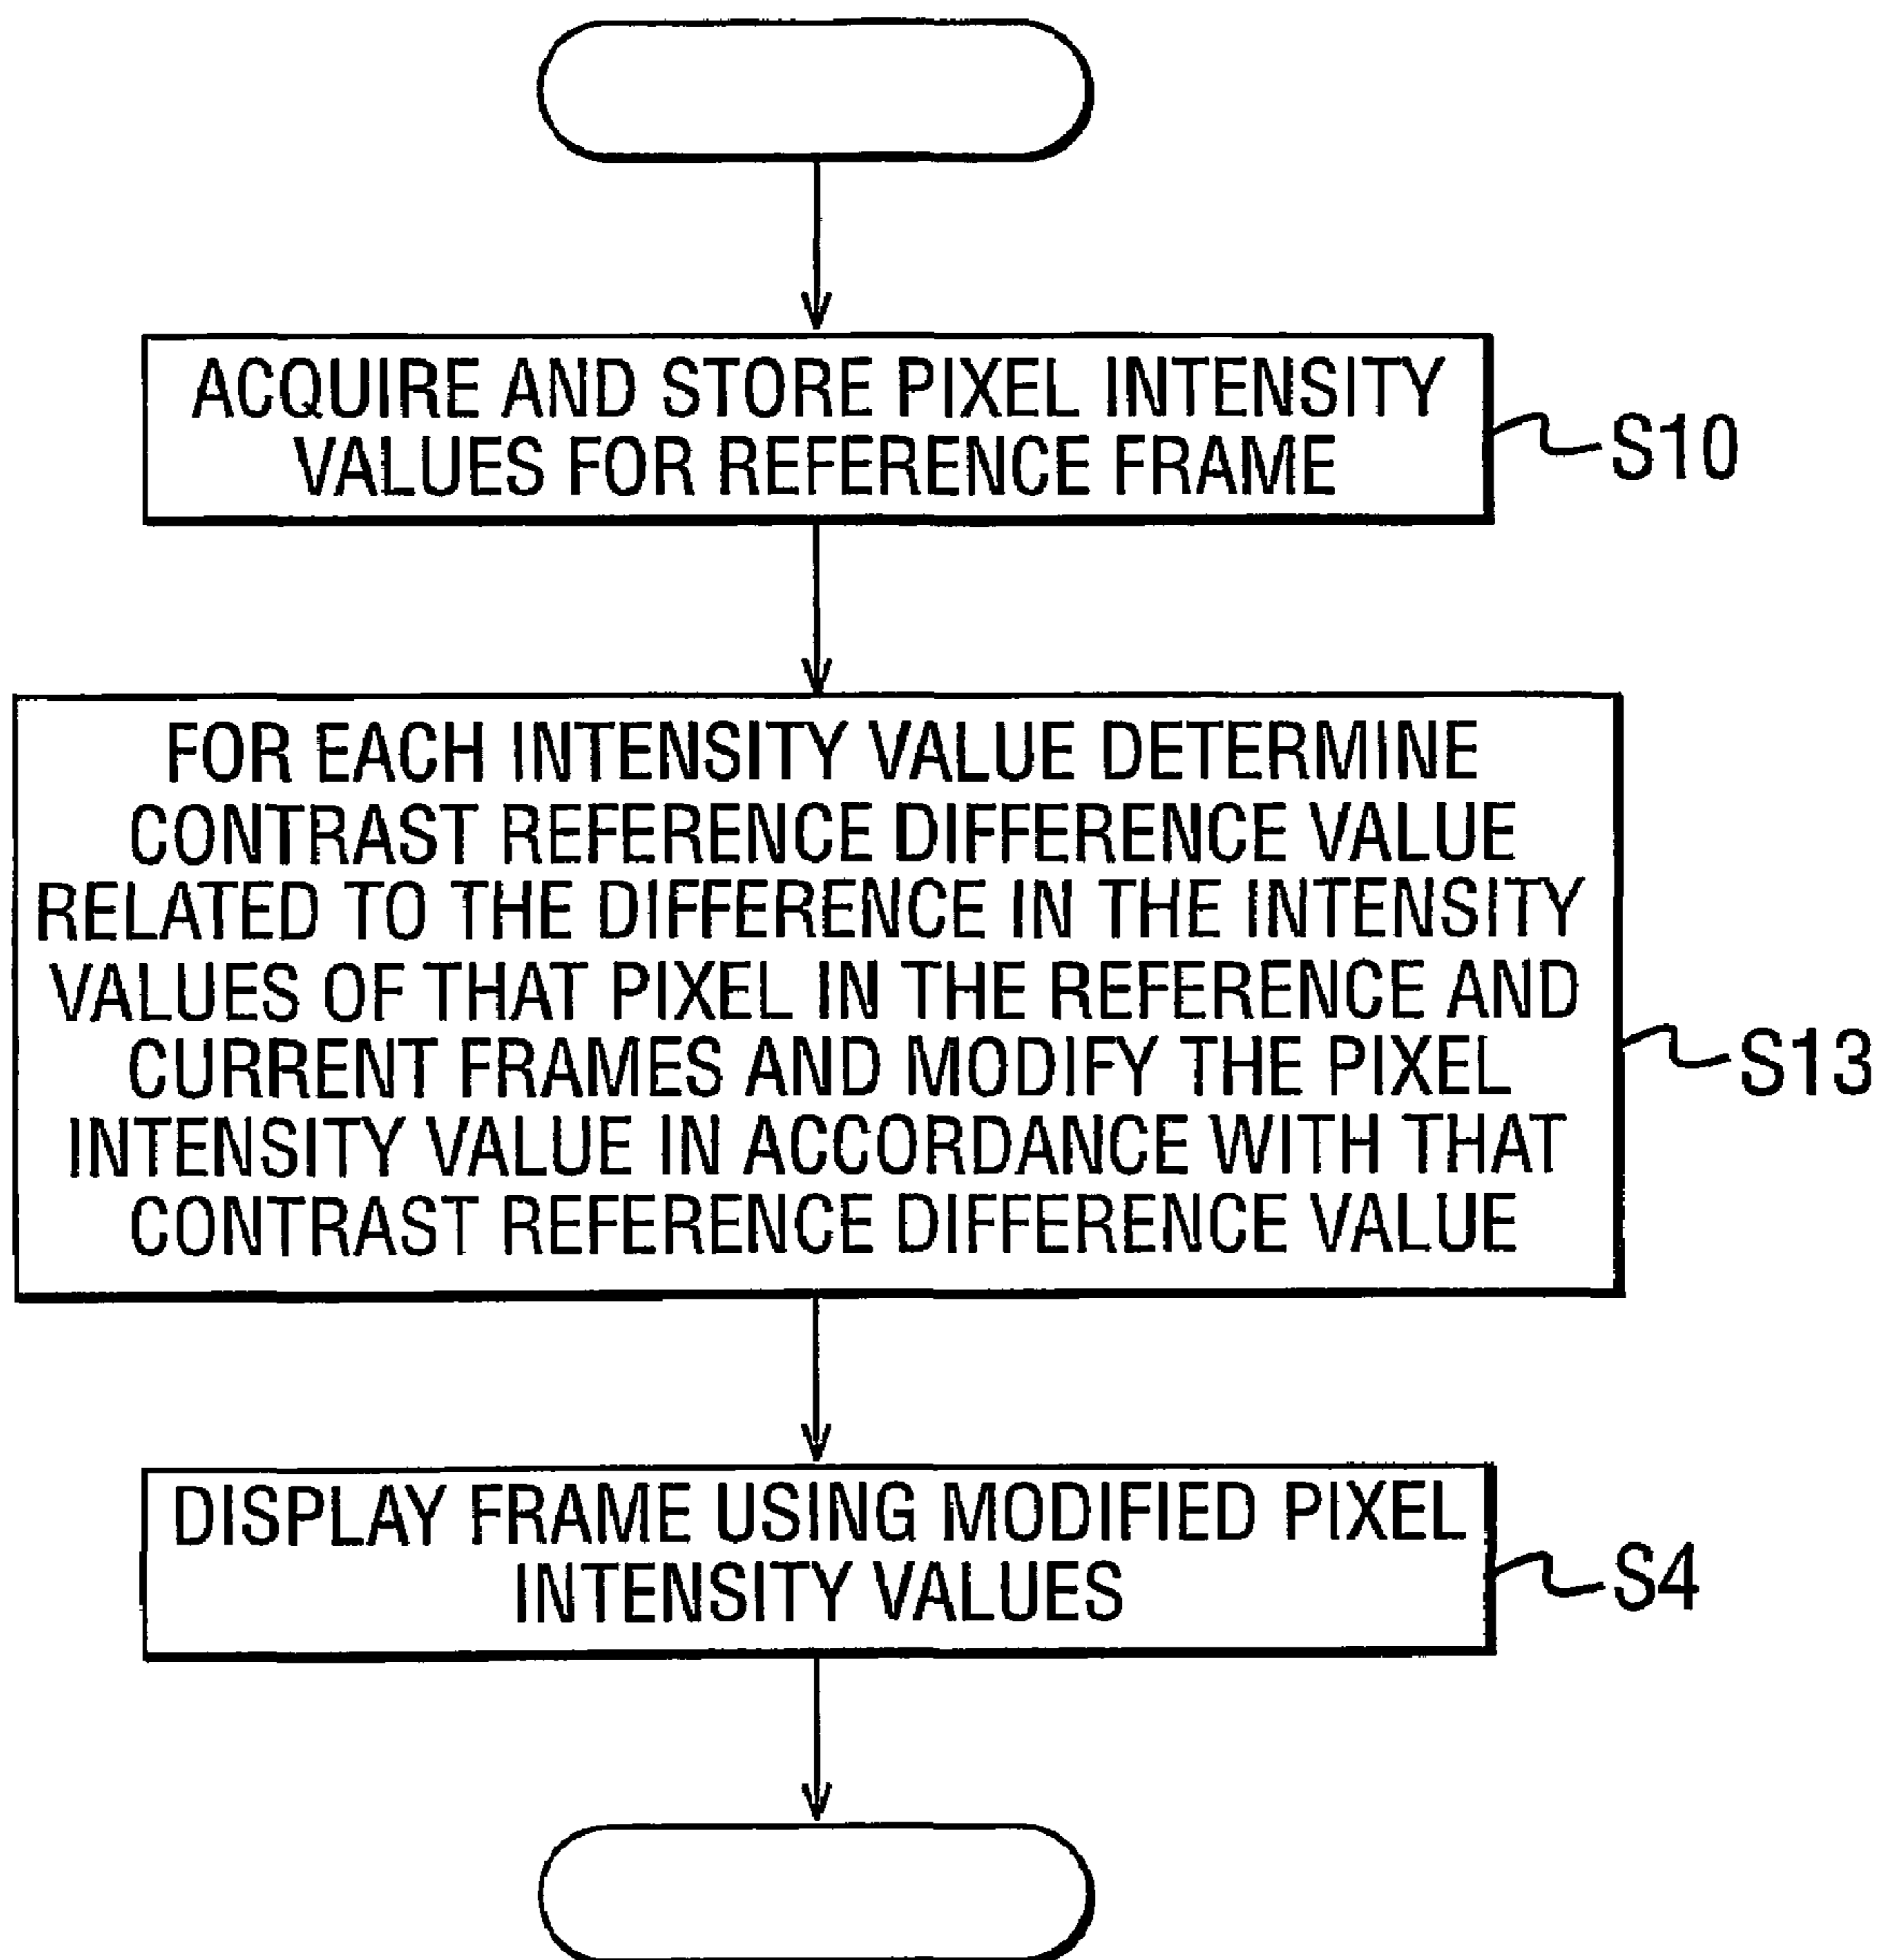 ACQUIRE AND STORE PIXEL INTENSITY
VALUES FOR REFERENCE FRAME
S10
FOR EACH INTENSITY VALUE DETERMINE
CONTRAST REFERENCE DIFFERENCE VALUE
RELATED TO THE DIFFERENCE IN THE INTENSITY
VALUES OF THAT PIXEL IN THE REFERENCE AND
CURRENT FRAMES AND MODIFY THE PIXEL
INTENSITY VALUE IN ACCORDANCE WITH THAT
CONTRAST REFERENCE DIFFERENCE VALUE
S13
DISPLAY FRAME USING MODIFIED PIXEL
INTENSITY VALUES
S4